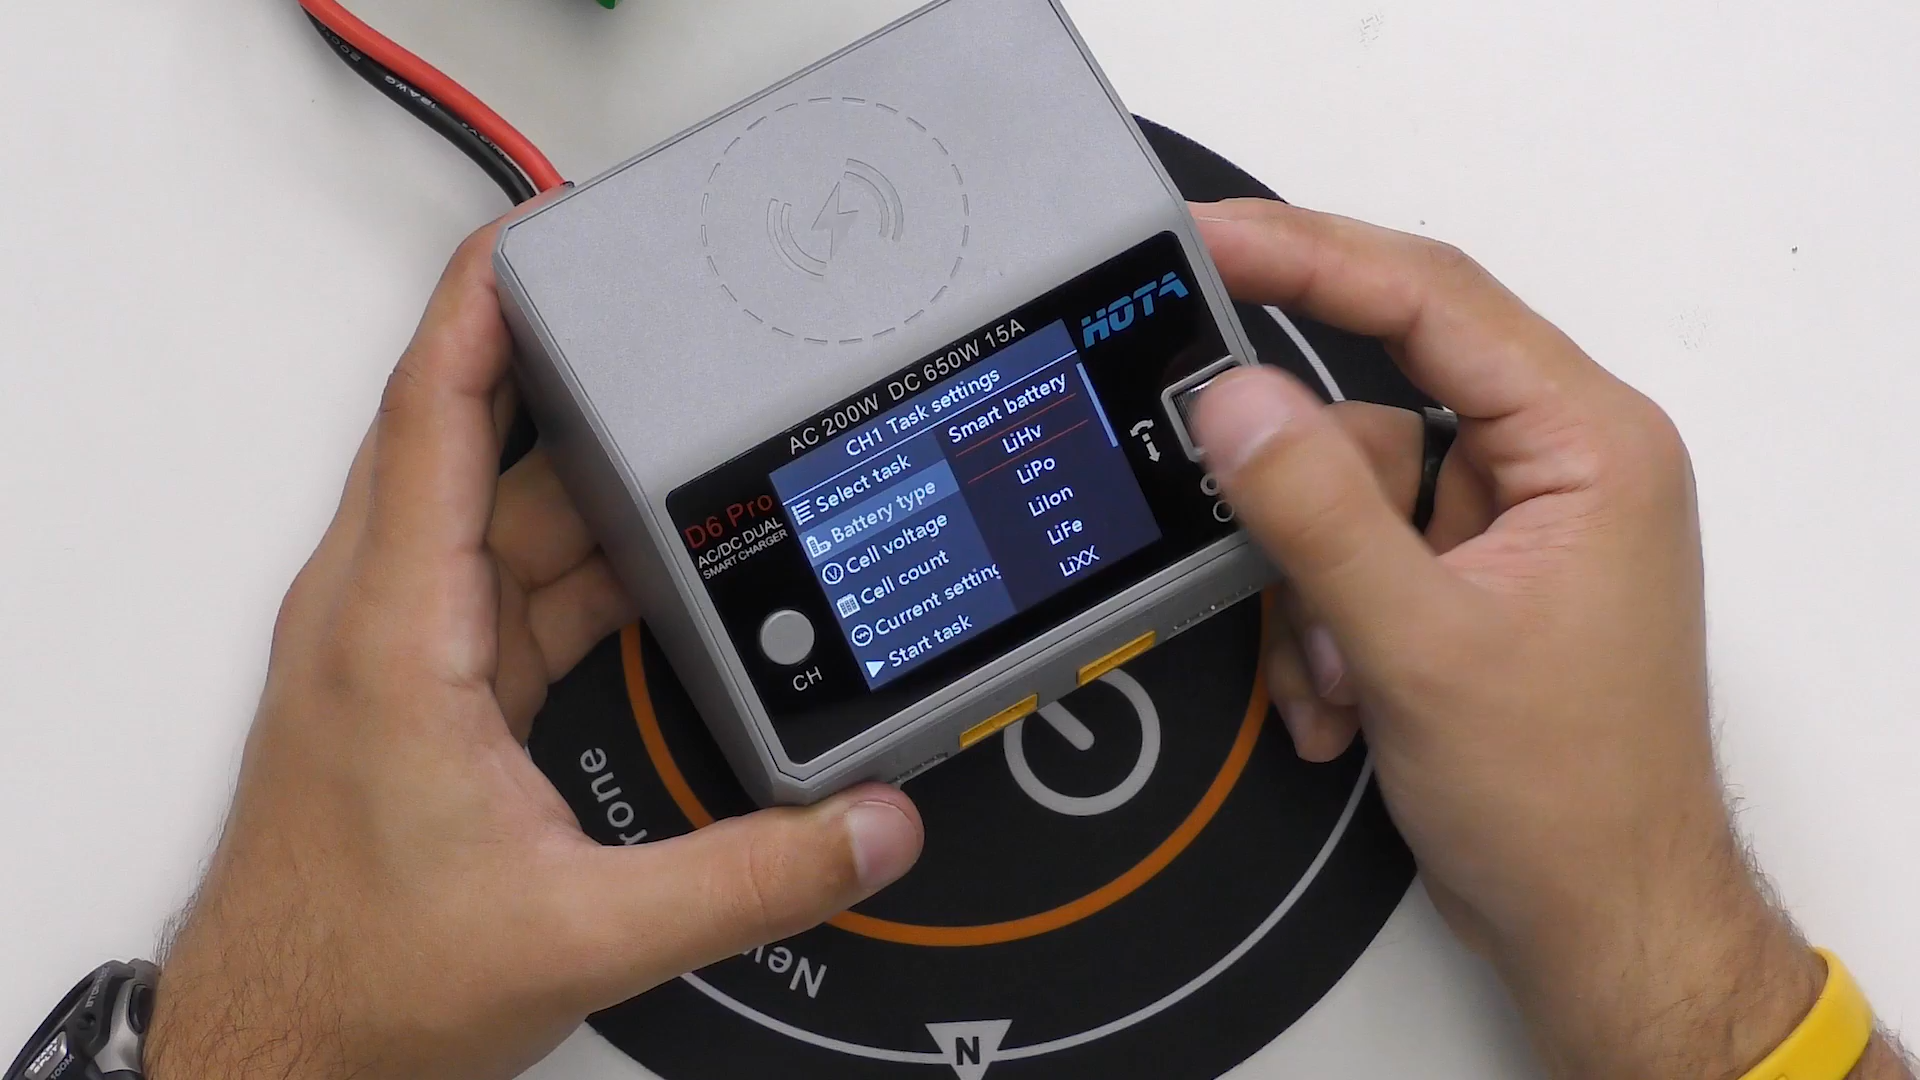 HOTA
AC 200W DC 650W 15A
D6 Pro
AC/DC DUAL
SMART CHARGER
CH1 Task settings
Select task
Battery type
Cell voltage
Cell count
Current setting
Start task
Smart battery
LiHv
LiPo
LiIon
LiFe
LiXX
CH
rone
New
N